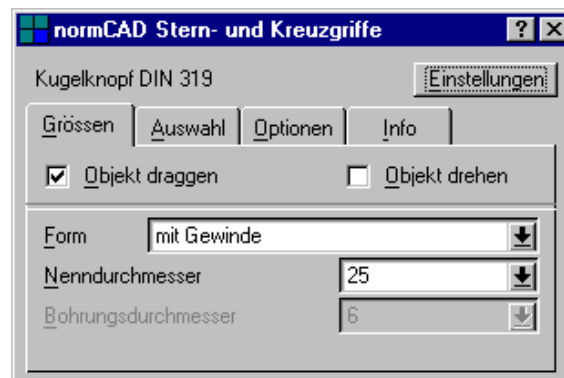 normCAD Stern- und Kreuzgriffe
Kugelknopf DIN 319 Einstellungen
Grössen Auswahl Optionen Info
Objekt draggen Objekt drehen
Form mit Gewinde
Nenndurchmesser 25
Bohrungsdurchmesser 6